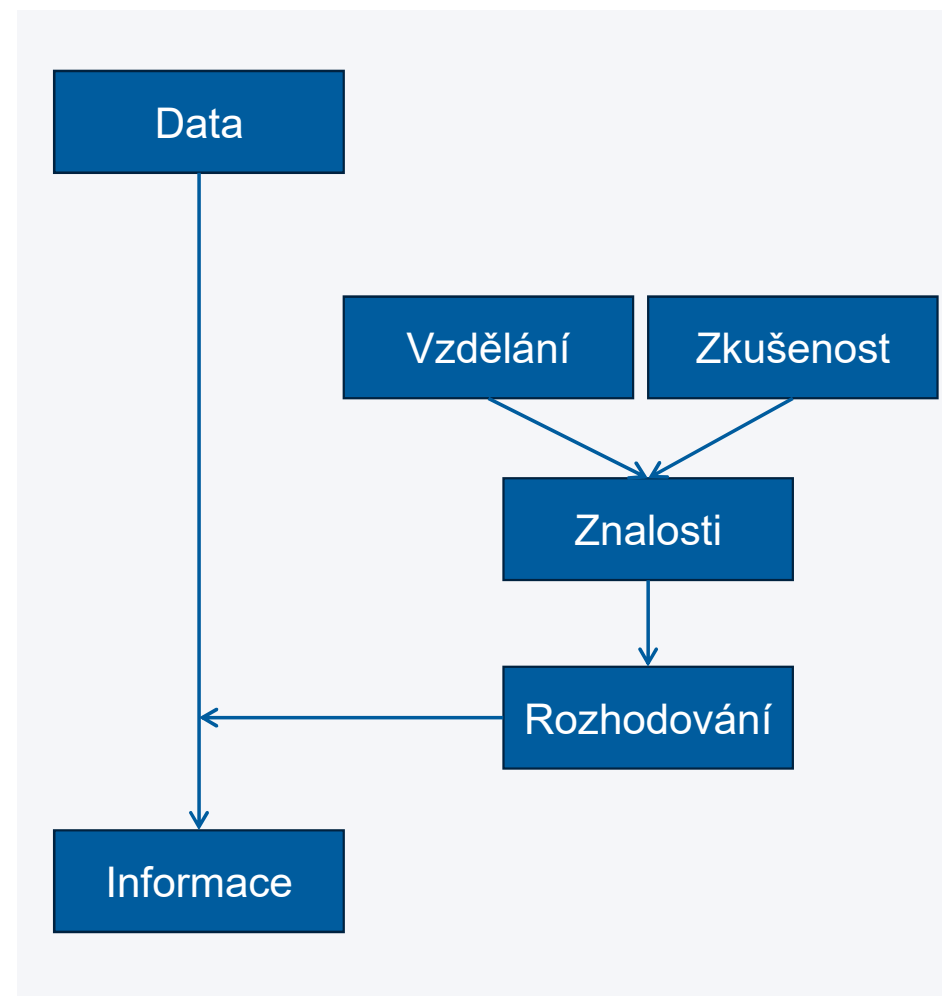 Data
Vzdělání
Zkušenost
Znalosti
Rozhodování
Informace